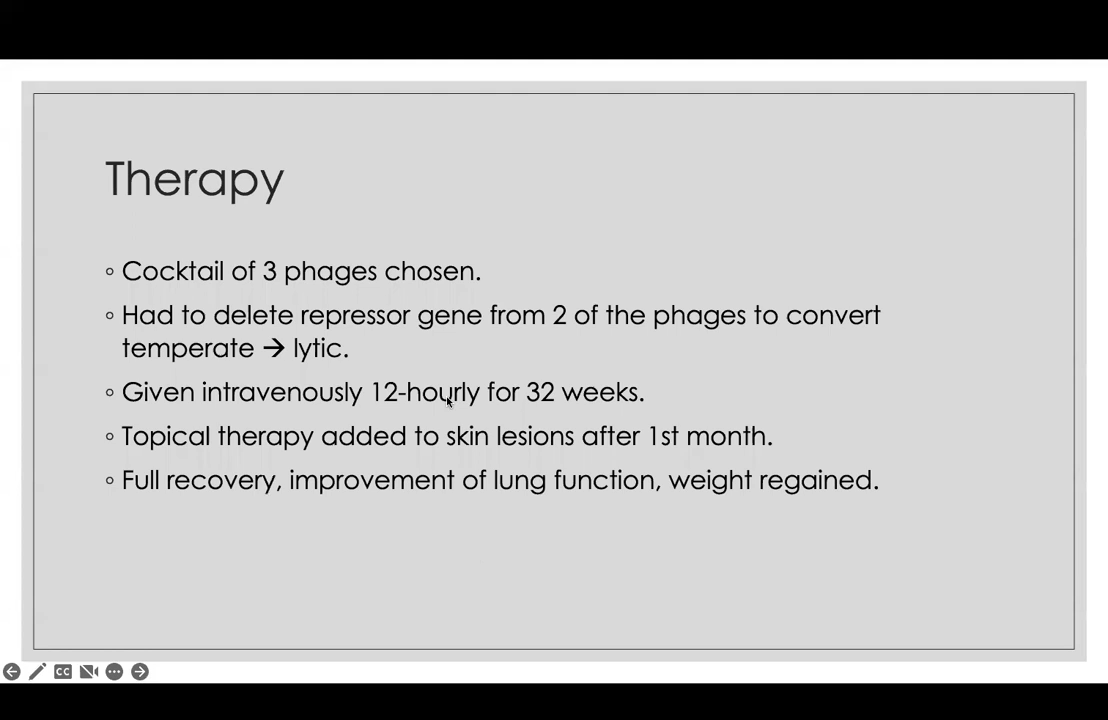 Therapy
◦ Cocktail of 3 phages chosen.
◦ Had to delete repressor gene from 2 of the phages to convert
temperate → lytic.
◦ Given intravenously 12-hourly for 32 weeks.
◦ Topical therapy added to skin lesions after 1st month.
◦ Full recovery, improvement of lung function, weight regained.
CC